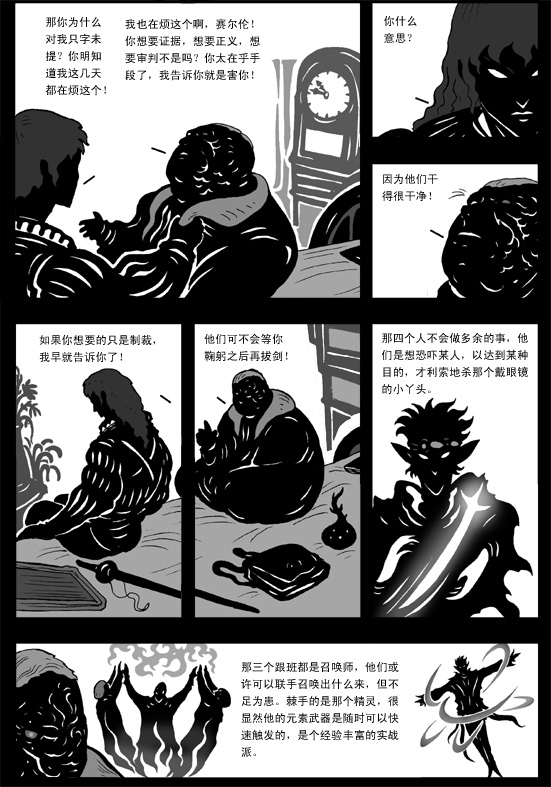 那你为什么
对我只字未
提？你明知
道我这几天
都在烦这个！
我也在烦这个啊，赛尔伦！
你想要证据，想要正义，想
要审判不是吗？你太在乎手
段了，我告诉你就是害你！
你什么
意思？
因为他们干
得很干净！
如果你想要的只是制裁，
我早就告诉你了！
他们可不会等你
鞠躬之后再拔剑！
那四个人不会做多余的事，他
们是想恐吓某人，以达到某种
目的，才利索地杀那个戴眼镜
的小丫头。
那三个跟班都是召唤师，他们或
许可以联手召唤出什么来，但不
足为患。棘手的是那个精灵，很
显然他的元素武器是随时可以快
速触发的，是个经验丰富的实战
派。